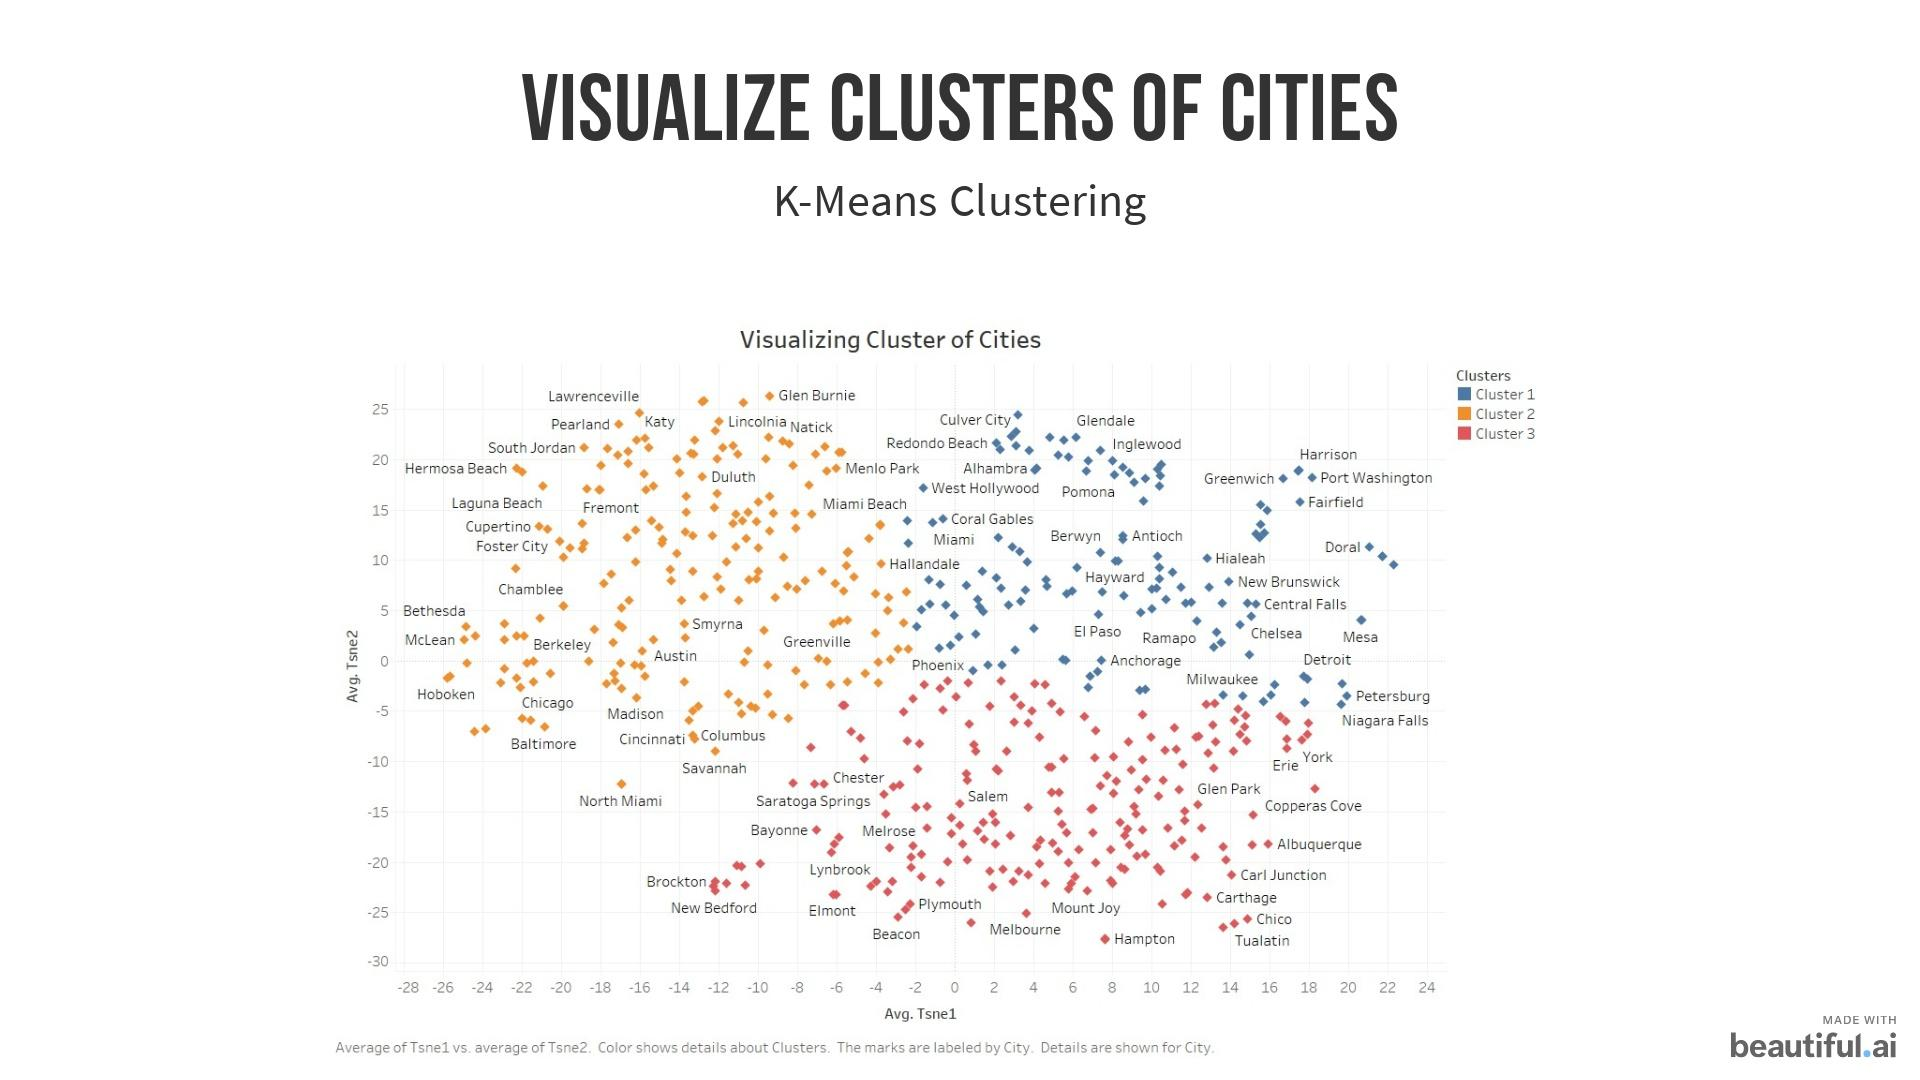 VISUALIZE CLUSTERS OF CITIES
K-Means Clustering
Visualizing Cluster of Cities
Clusters
Cluster 1
Cluster 2
Cluster 3
Avg. Tsne2
25
20
15
10
5
0
-5
-10
-15
-20
-25
-30
Lawrenceville
Glen Burnie
Pearland
Katy
Lincolnia
Natick
South Jordan
Hermosa Beach
Menlo Park
Duluth
Laguna Beach
Fremont
Miami Beach
Cupertino
Foster City
Hallandale
Chamblee
Bethesda
McLean
Berkeley
Smyrna
Greenville
Austin
Hoboken
Chicago
Madison
Baltimore
Cincinnati
Columbus
Savannah
North Miami
Culver City
Glendale
Redondo Beach
Inglewood
Alhambra
Harrison
Greenwich
Port Washington
West Hollywood
Pomona
Fairfield
Coral Gables
Miami
Berwyn
Antioch
Doral
Hialeah
Hayward
New Brunswick
Central Falls
El Paso
Ramapo
Chelsea
Mesa
Phoenix
Anchorage
Detroit
Milwaukee
Petersburg
Niagara Falls
York
Erie
Chester
Saratoga Springs
Salem
Glen Park
Copperas Cove
Bayonne
Melrose
Albuquerque
Lynbrook
Brockton
Carl Junction
New Bedford
Elmont
Plymouth
Mount Joy
Carthage
Beacon
Melbourne
Chico
Hampton
Tualatin
-28 -26 -24 -22 -20 -18 -16 -14 -12 -10 -8 -6 -4 -2 0 2 4 6 8 10 12 14 16 18 20 22 24
Avg. Tsne1
Average of Tsne1 vs. average of Tsne2. Color shows details about Clusters. The marks are labeled by City. Details are shown for City.
MADE WITH
beautiful.ai